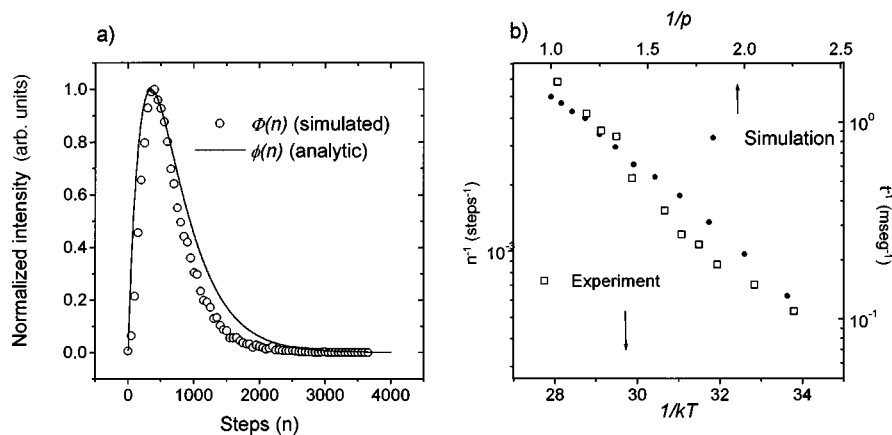 a)
Normalized intensity (arb. units)
1.0
0.8
0.6
0.4
0.2
0.0
Φ(n) (simulated)
ϕ(n) (analytic)
0 1000 2000 3000 4000
Steps (n)
b)
1/p
1.0 1.5 2.0 2.5
n⁻¹ (steps⁻¹)
10⁻³
Simulation
Experiment
10⁰
10⁻¹
t⁻¹ (mseg⁻¹)
28 30 32 34
1/kT